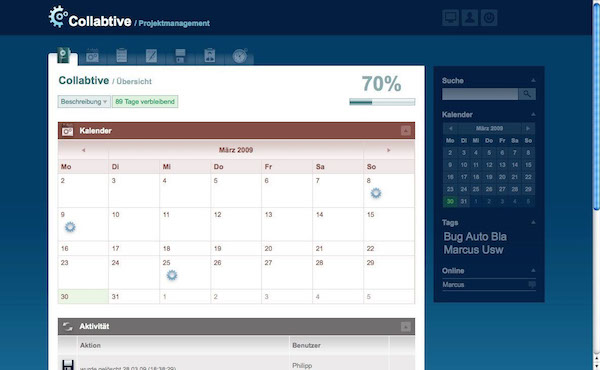 Collabtive / Projektmanagement
Collabtive / Übersicht
70%
Beschreibung
89 Tage verbleibend
Kalender
März 2009
Mo Di Mi Do Fr Sa So
2 3 4 5 6 7 8
9 10 11 12 13 14 15
16 17 18 19 20 21 22
23 24 25 26 27 28 29
30 31 1 2 3 4 5
Aktivität
Aktion Benutzer
wurde gelöscht 28.03.09 (18:38:29) Philipp
Suche
Kalender
März 2009
Mo Di Mi Do Fr Sa So
2 3 4 5 6 7 8
9 10 11 12 13 14 15
16 17 18 19 20 21 22
23 24 25 26 27 28 29
30 31 1 2 3 4 5
Tags
Bug Auto Bla
Marcus Usw
Online
Marcus